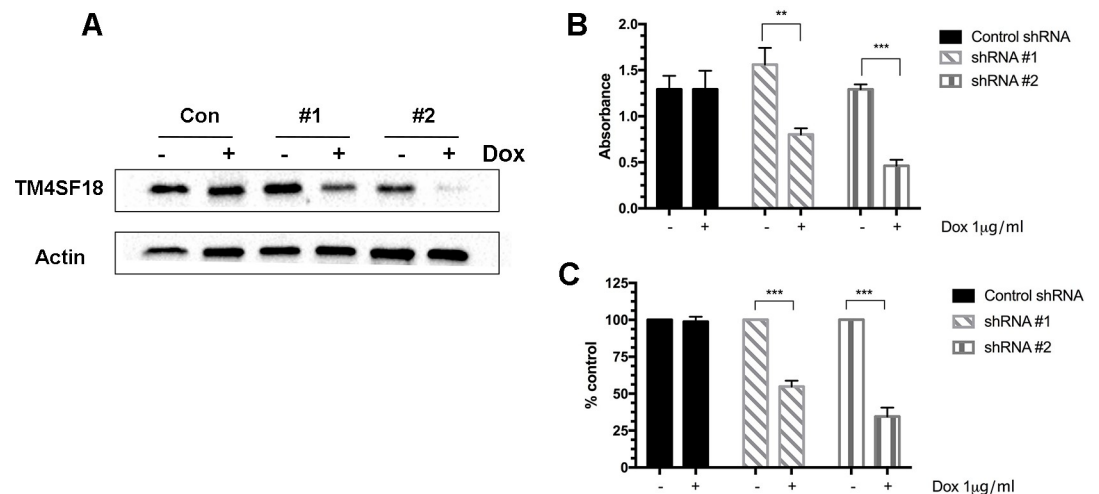 A
Con #1 #2
- + - + - + Dox
TM4SF18
Actin
B
2.0
1.5
1.0
0.5
0.0
Absorbance
**
***
Control shRNA
shRNA #1
shRNA #2
- + - + - + Dox 1µg/ml
C
125
100
75
50
25
0
% control
***
***
Control shRNA
shRNA #1
shRNA #2
- + - + - + Dox 1µg/ml